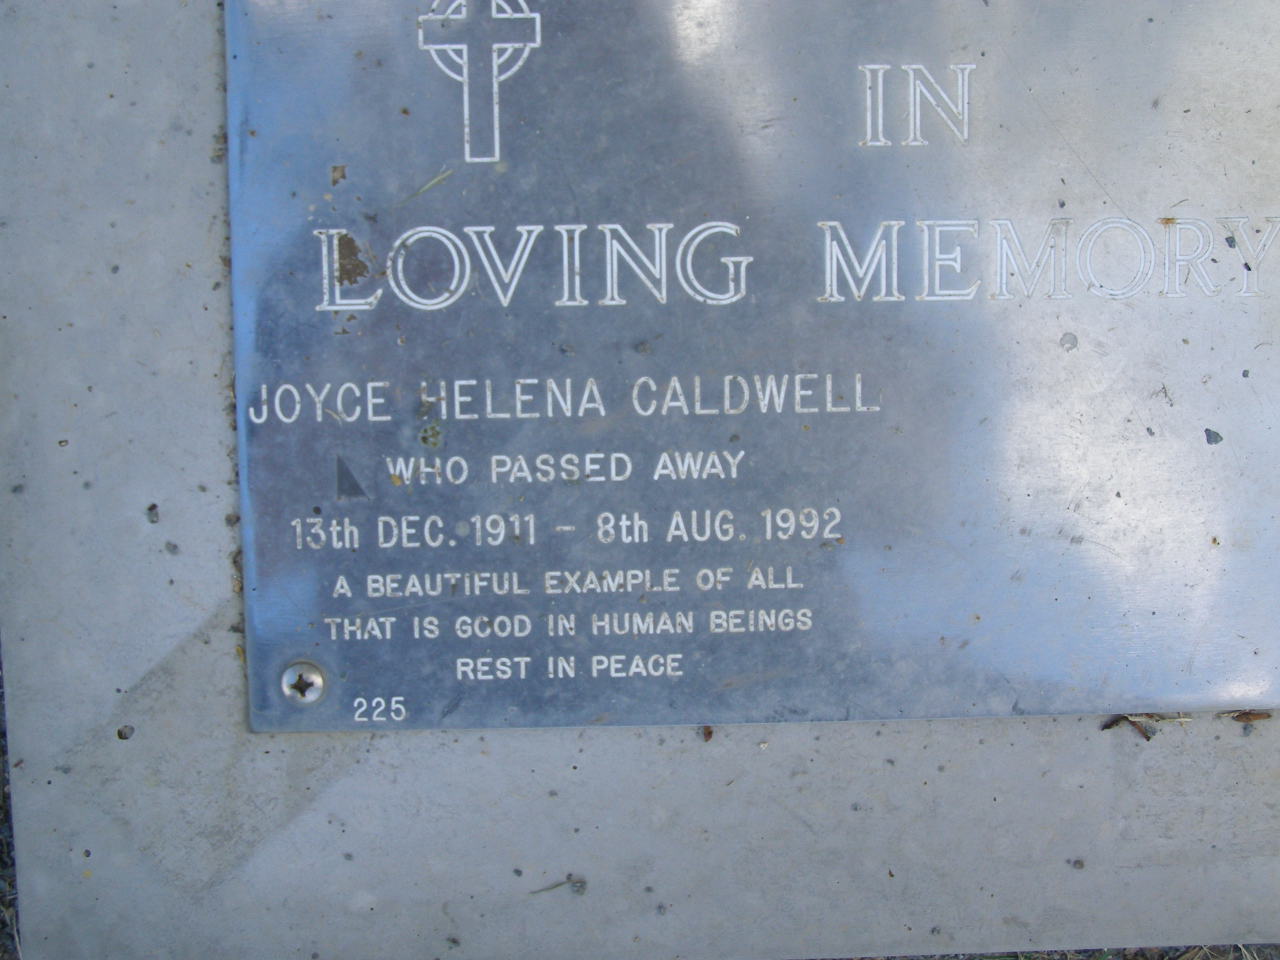 IN
LOVING MEMORY
JOYCE HELENA CALDWELL
WHO PASSED AWAY
13th DEC. 1911 – 8th AUG. 1992
A BEAUTIFUL EXAMPLE OF ALL
THAT IS GOOD IN HUMAN BEINGS
REST IN PEACE
225